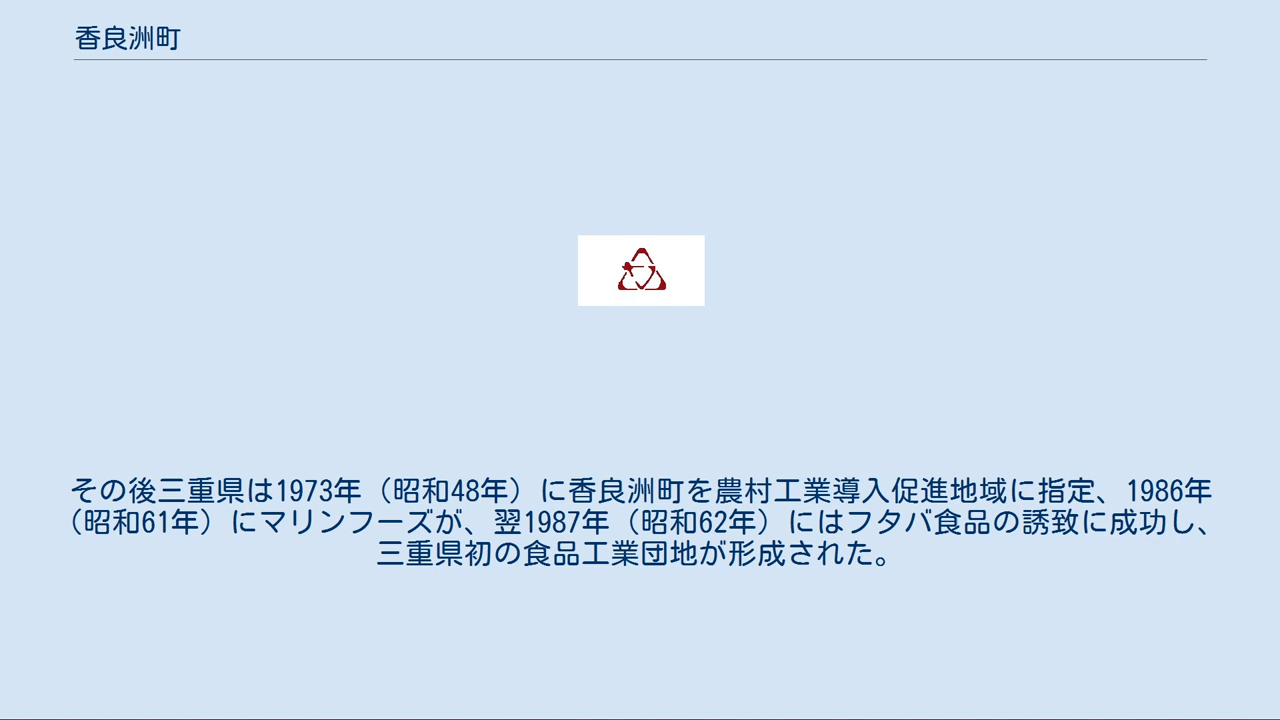 香良洲町
その後三重県は1973年（昭和48年）に香良洲町を農村工業導入促進地域に指定、1986年
（昭和61年）にマリンフーズが、翌1987年（昭和62年）にはフタバ食品の誘致に成功し、
三重県初の食品工業団地が形成された。